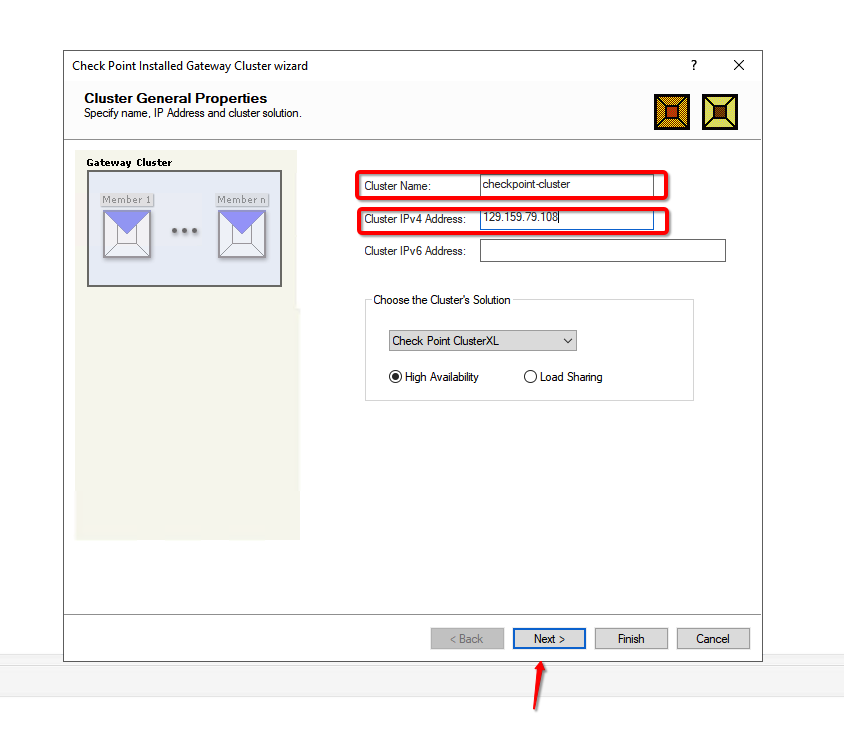 Check Point Installed Gateway Cluster wizard ?
Cluster General Properties
Specify name, IP Address and cluster solution.
Gateway Cluster
Member 1 Member n
Cluster Name: checkpoint-cluster
Cluster IPv4 Address: 129.159.79.108
Cluster IPv6 Address:
Choose the Cluster's Solution
Check Point ClusterXL
High Availability Load Sharing
< Back Next > Finish Cancel